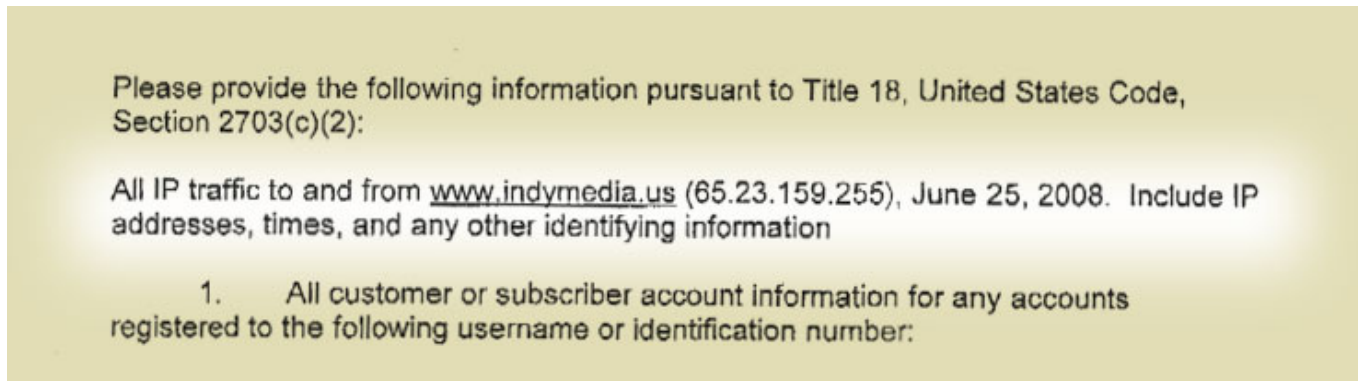 Please provide the following information pursuant to Title 18, United States Code,
Section 2703(c)(2):
All IP traffic to and from www.indymedia.us (65.23.159.255), June 25, 2008.  Include IP
addresses, times, and any other identifying information
1.      All customer or subscriber account information for any accounts
registered to the following username or identification number: